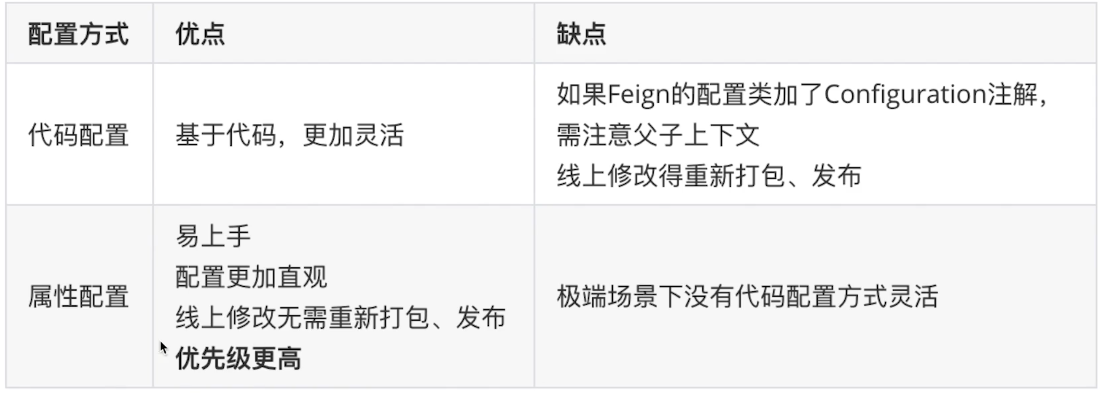 配置方式 优点 缺点
代码配置 基于代码，更加灵活 如果Feign的配置类加了Configuration注解，
需注意父子上下文
线上修改得重新打包、发布
属性配置 易上手
配置更加直观
线上修改无需重新打包、发布
优先级更高
极端场景下没有代码配置方式灵活